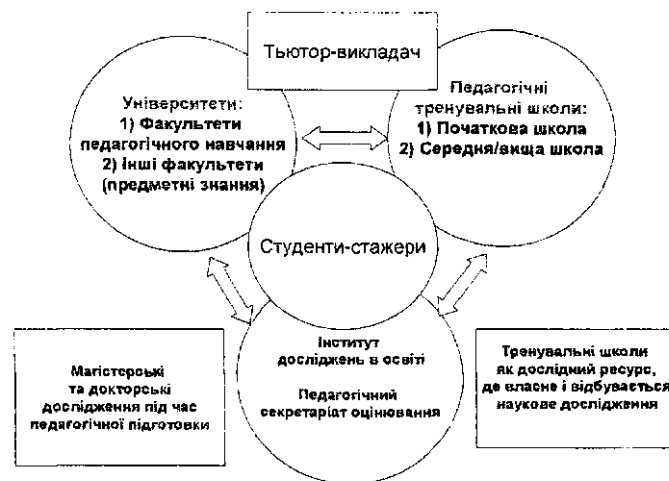 Тьютор-викладач
Університети:
1) Факультети
педагогічного навчання
2) Інші факультети
(предметні знання)
Педагогічні
тренувальні школи:
1) Початкова школа
2) Середня/вища школа
Студенти-стажери
Інститут
досліджень в освіті
Педагогічний
секретаріат оцінювання
Магістерські
та докторські
дослідження під час
педагогічної підготовки
Тренувальні школи
як дослідний ресурс,
де власне і відбувається
наукове дослідження